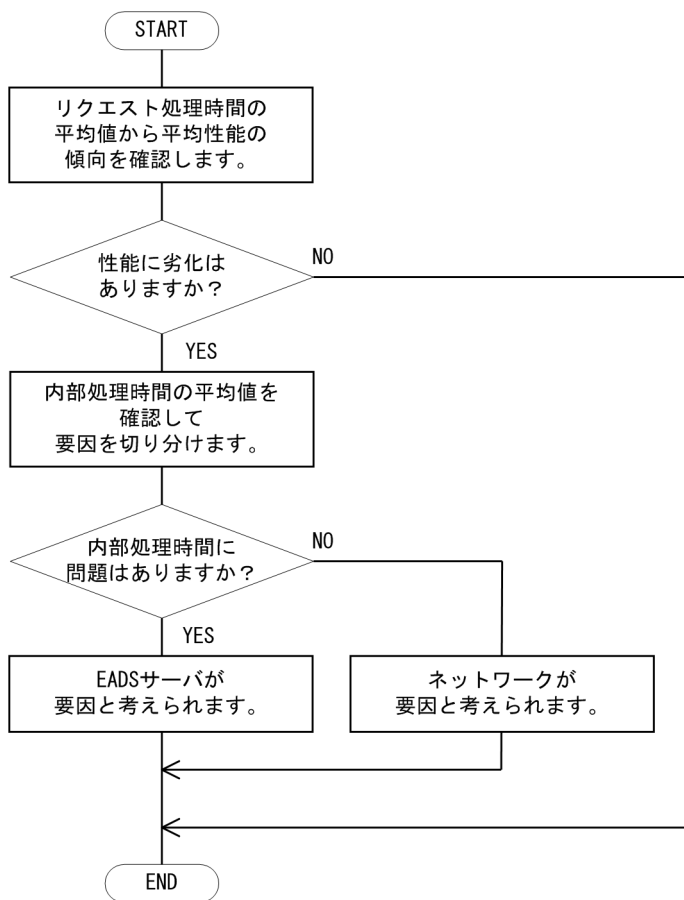 START
リクエスト処理時間の
平均値から平均性能の
傾向を確認します。
性能に劣化は
ありますか？
NO
YES
内部処理時間の平均値を
確認して
要因を切り分けます。
内部処理時間に
問題はありますか？
NO
YES
EADSサーバが
要因と考えられます。
ネットワークが
要因と考えられます。
END